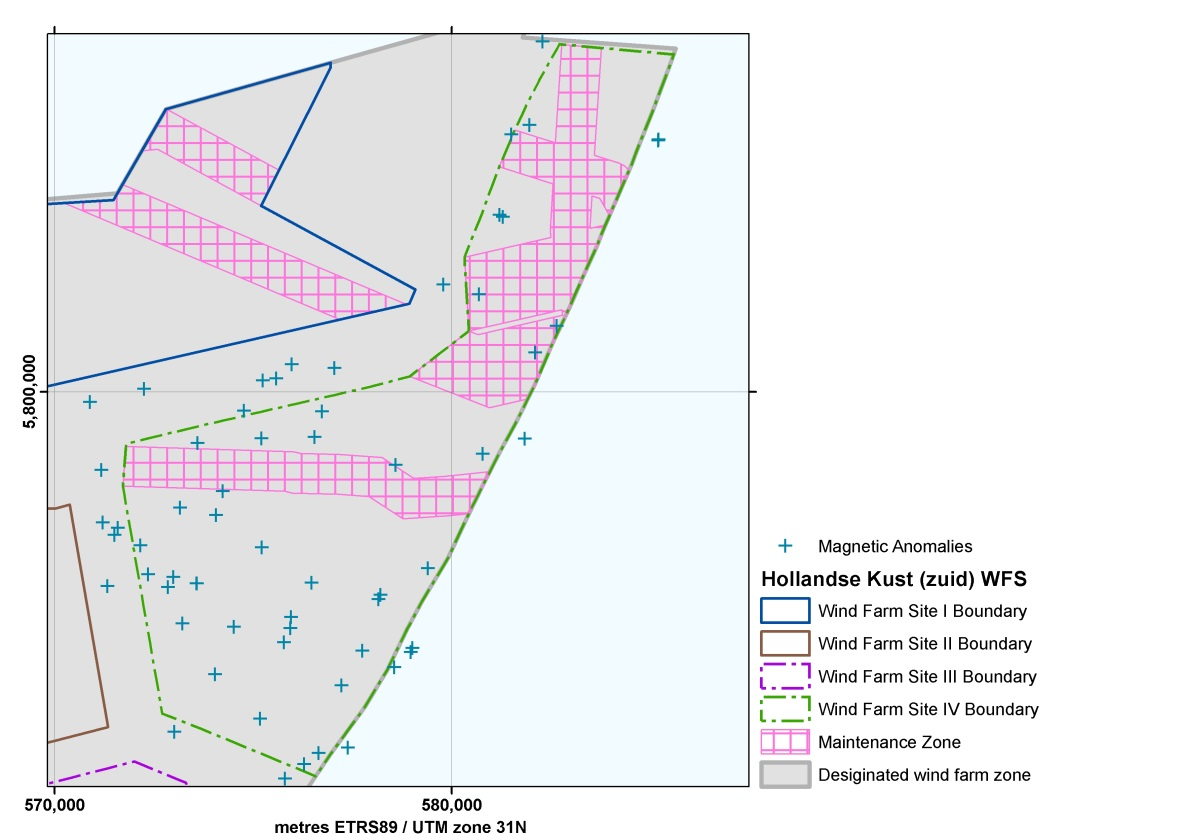 5,800,000
570,000
580,000
metres ETRS89 / UTM zone 31N
Magnetic Anomalies
Hollandse Kust (zuid) WFS
Wind Farm Site I Boundary
Wind Farm Site II Boundary
Wind Farm Site III Boundary
Wind Farm Site IV Boundary
Maintenance Zone
Desiginated wind farm zone